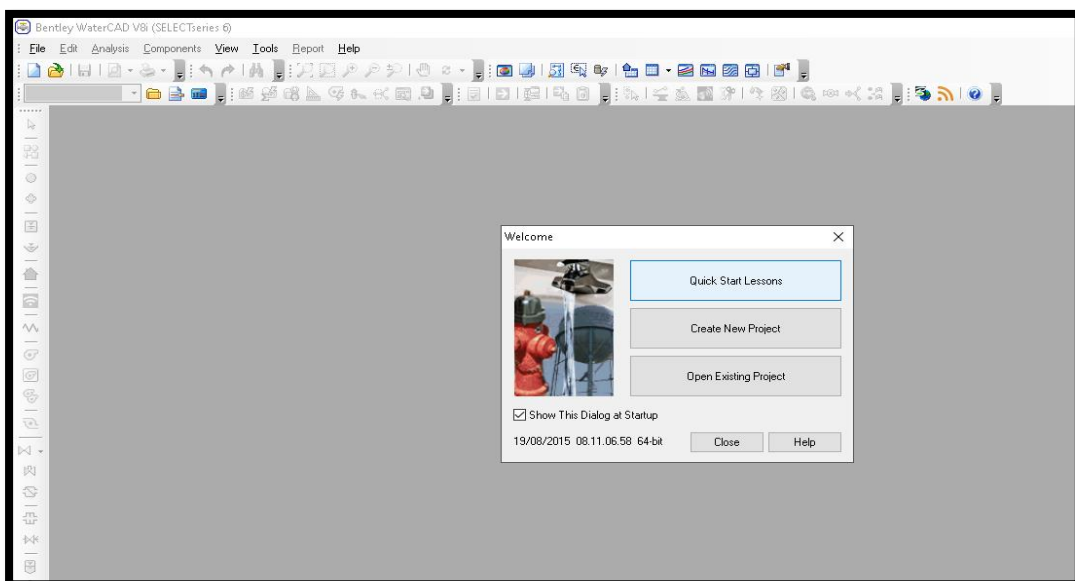 Bentley WaterCAD V8i (SELECTseries 6)
File Edit Analysis Components View Tools Report Help
Welcome
Quick Start Lessons
Create New Project
Open Existing Project
Show This Dialog at Startup
19/08/2015 08.11.06.58 64-bit Close Help